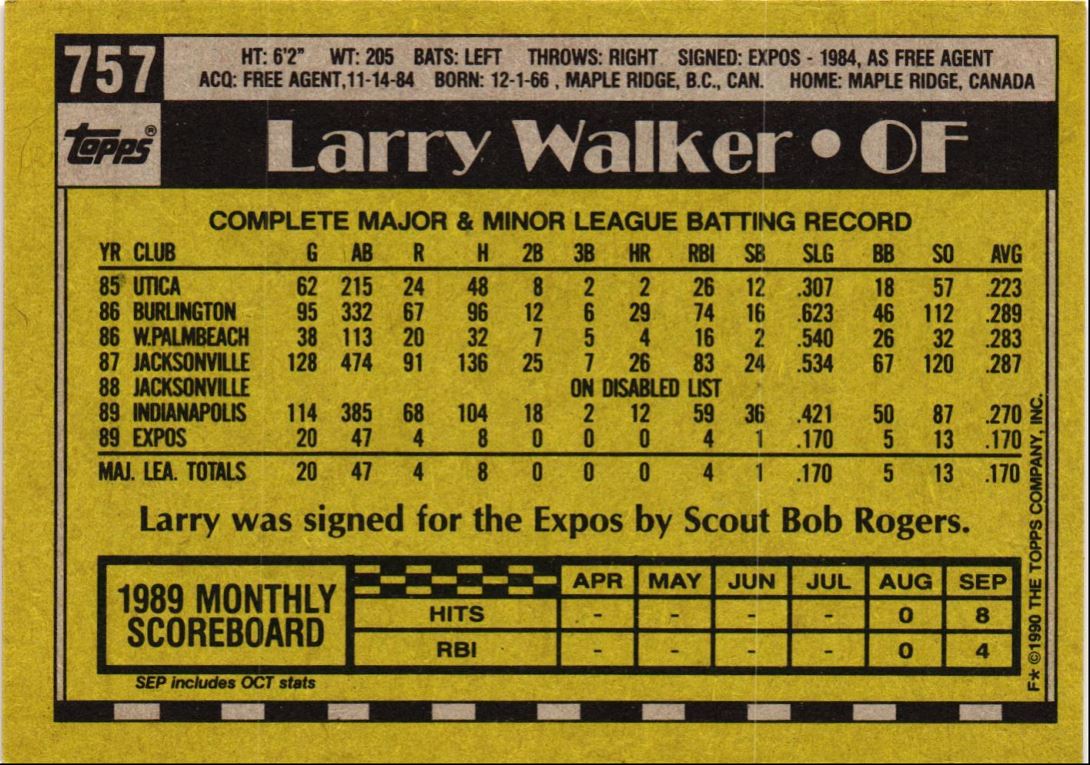 757
HT: 6'2" WT: 205 BATS: LEFT THROWS: RIGHT SIGNED: EXPOS - 1984, AS FREE AGENT
ACQ: FREE AGENT,11-14-84 BORN: 12-1-66 , MAPLE RIDGE, B.C., CAN. HOME: MAPLE RIDGE, CANADA
Topps®
Larry Walker • OF
COMPLETE MAJOR & MINOR LEAGUE BATTING RECORD
YR CLUB G AB R H 2B 3B HR RBI SB SLG BB SO AVG
85 UTICA 62 215 24 48 8 2 2 26 12 .307 18 57 .223
86 BURLINGTON 95 332 67 96 12 6 29 74 16 .623 46 112 .289
86 W.PALMBEACH 38 113 20 32 7 5 4 16 2 .540 26 32 .283
87 JACKSONVILLE 128 474 91 136 25 7 26 83 24 .534 67 120 .287
88 JACKSONVILLE ON DISABLED LIST
89 INDIANAPOLIS 114 385 68 104 18 2 12 59 36 .421 50 87 .270
89 EXPOS 20 47 4 8 0 0 0 4 1 .170 5 13 .170
MAJ. LEA. TOTALS 20 47 4 8 0 0 0 4 1 .170 5 13 .170
Larry was signed for the Expos by Scout Bob Rogers.
1989 MONTHLY
SCOREBOARD
APR MAY JUN JUL AUG SEP
HITS - - - - 0 8
RBI - - - - 0 4
SEP includes OCT stats
F* ©1990 THE TOPPS COMPANY, INC.